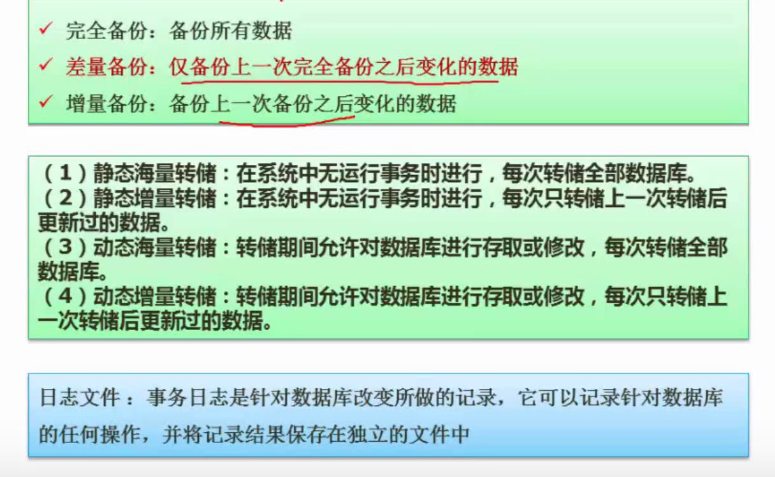 完全备份：备份所有数据
差量备份：仅备份上一次完全备份之后变化的数据
增量备份：备份上一次备份之后变化的数据
（1）静态海量转储：在系统中无运行事务时进行，每次转储全部数据库。
（2）静态增量转储：在系统中无运行事务时进行，每次只转储上一次转储后
更新过的数据。
（3）动态海量转储：转储期间允许对数据库进行存取或修改，每次转储全部
数据库。
（4）动态增量转储：转储期间允许对数据库进行存取或修改，每次只转储上
一次转储后更新过的数据。
日志文件：事务日志是针对数据库改变所做的记录，它可以记录针对数据库
的任何操作，并将记录结果保存在独立的文件中